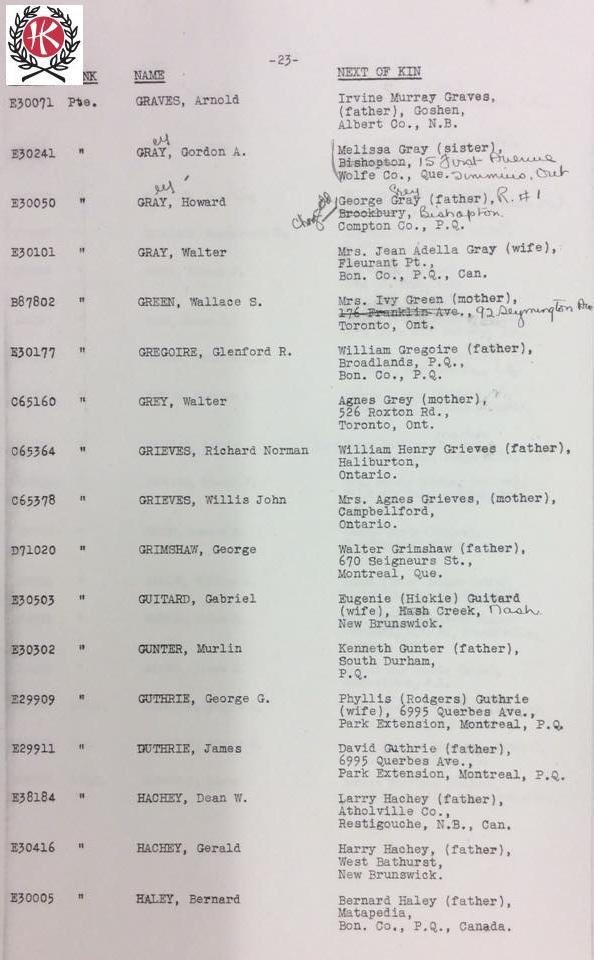 HK
-23-
NK NAME NEXT OF KIN
E30071 Pte. GRAVES, Arnold Irvine Murray Graves,
(father), Goshen,
Albert Co., N.B.
ey
E30241 " GRAY, Gordon A. Melissa Gray (sister),
Bishopton, 15 First Avenue
Wolfe Co., Que. Timmins, Ont
ey Grey
E30050 " GRAY, Howard George Gray (father), R. # 1
Changed Brookbury, Bishopton
Compton Co., P.Q.
E30101 " GRAY, Walter Mrs. Jean Adella Gray (wife),
Fleurant Pt.,
Bon. Co., P.Q., Can.
B87802 " GREEN, Wallace S. Mrs. Ivy Green (mother),
176 Franklin Ave., 92 Seymington Ave
Toronto, Ont.
E30177 " GREGOIRE, Glenford R. William Gregoire (father),
Broadlands, P.Q.,
Bon. Co., P.Q.
C65160 " GREY, Walter Agnes Grey (mother),
526 Roxton Rd.,
Toronto, Ont.
C65364 " GRIEVES, Richard Norman William Henry Grieves (father),
Haliburton,
Ontario.
C65378 " GRIEVES, Willis John Mrs. Agnes Grieves, (mother),
Campbellford,
Ontario.
D71020 " GRIMSHAW, George Walter Grimshaw (father),
670 Seigneurs St.,
Montreal, Que.
E30503 " GUITARD, Gabriel Eugenie (Hickie) Guitard
(wife), Hash Creek, Nash
New Brunswick.
E30302 " GUNTER, Murlin Kenneth Gunter (father),
South Durham,
P.Q.
E29909 " GUTHRIE, George G. Phyllis (Rodgers) Guthrie
(wife), 6995 Querbes Ave.,
Park Extension, Montreal, P.Q.
E29911 " GUTHRIE, James David Guthrie (father),
6995 Querbes Ave.,
Park Extension, Montreal, P.Q.
E38184 " HACHEY, Dean W. Larry Hachey (father),
Atholville Co.,
Restigouche, N.B., Can.
E30416 " HACHEY, Gerald Harry Hachey, (father),
West Bathurst,
New Brunswick.
E30005 " HALEY, Bernard Bernard Haley (father),
Matapedia,
Bon. Co., P.Q., Canada.